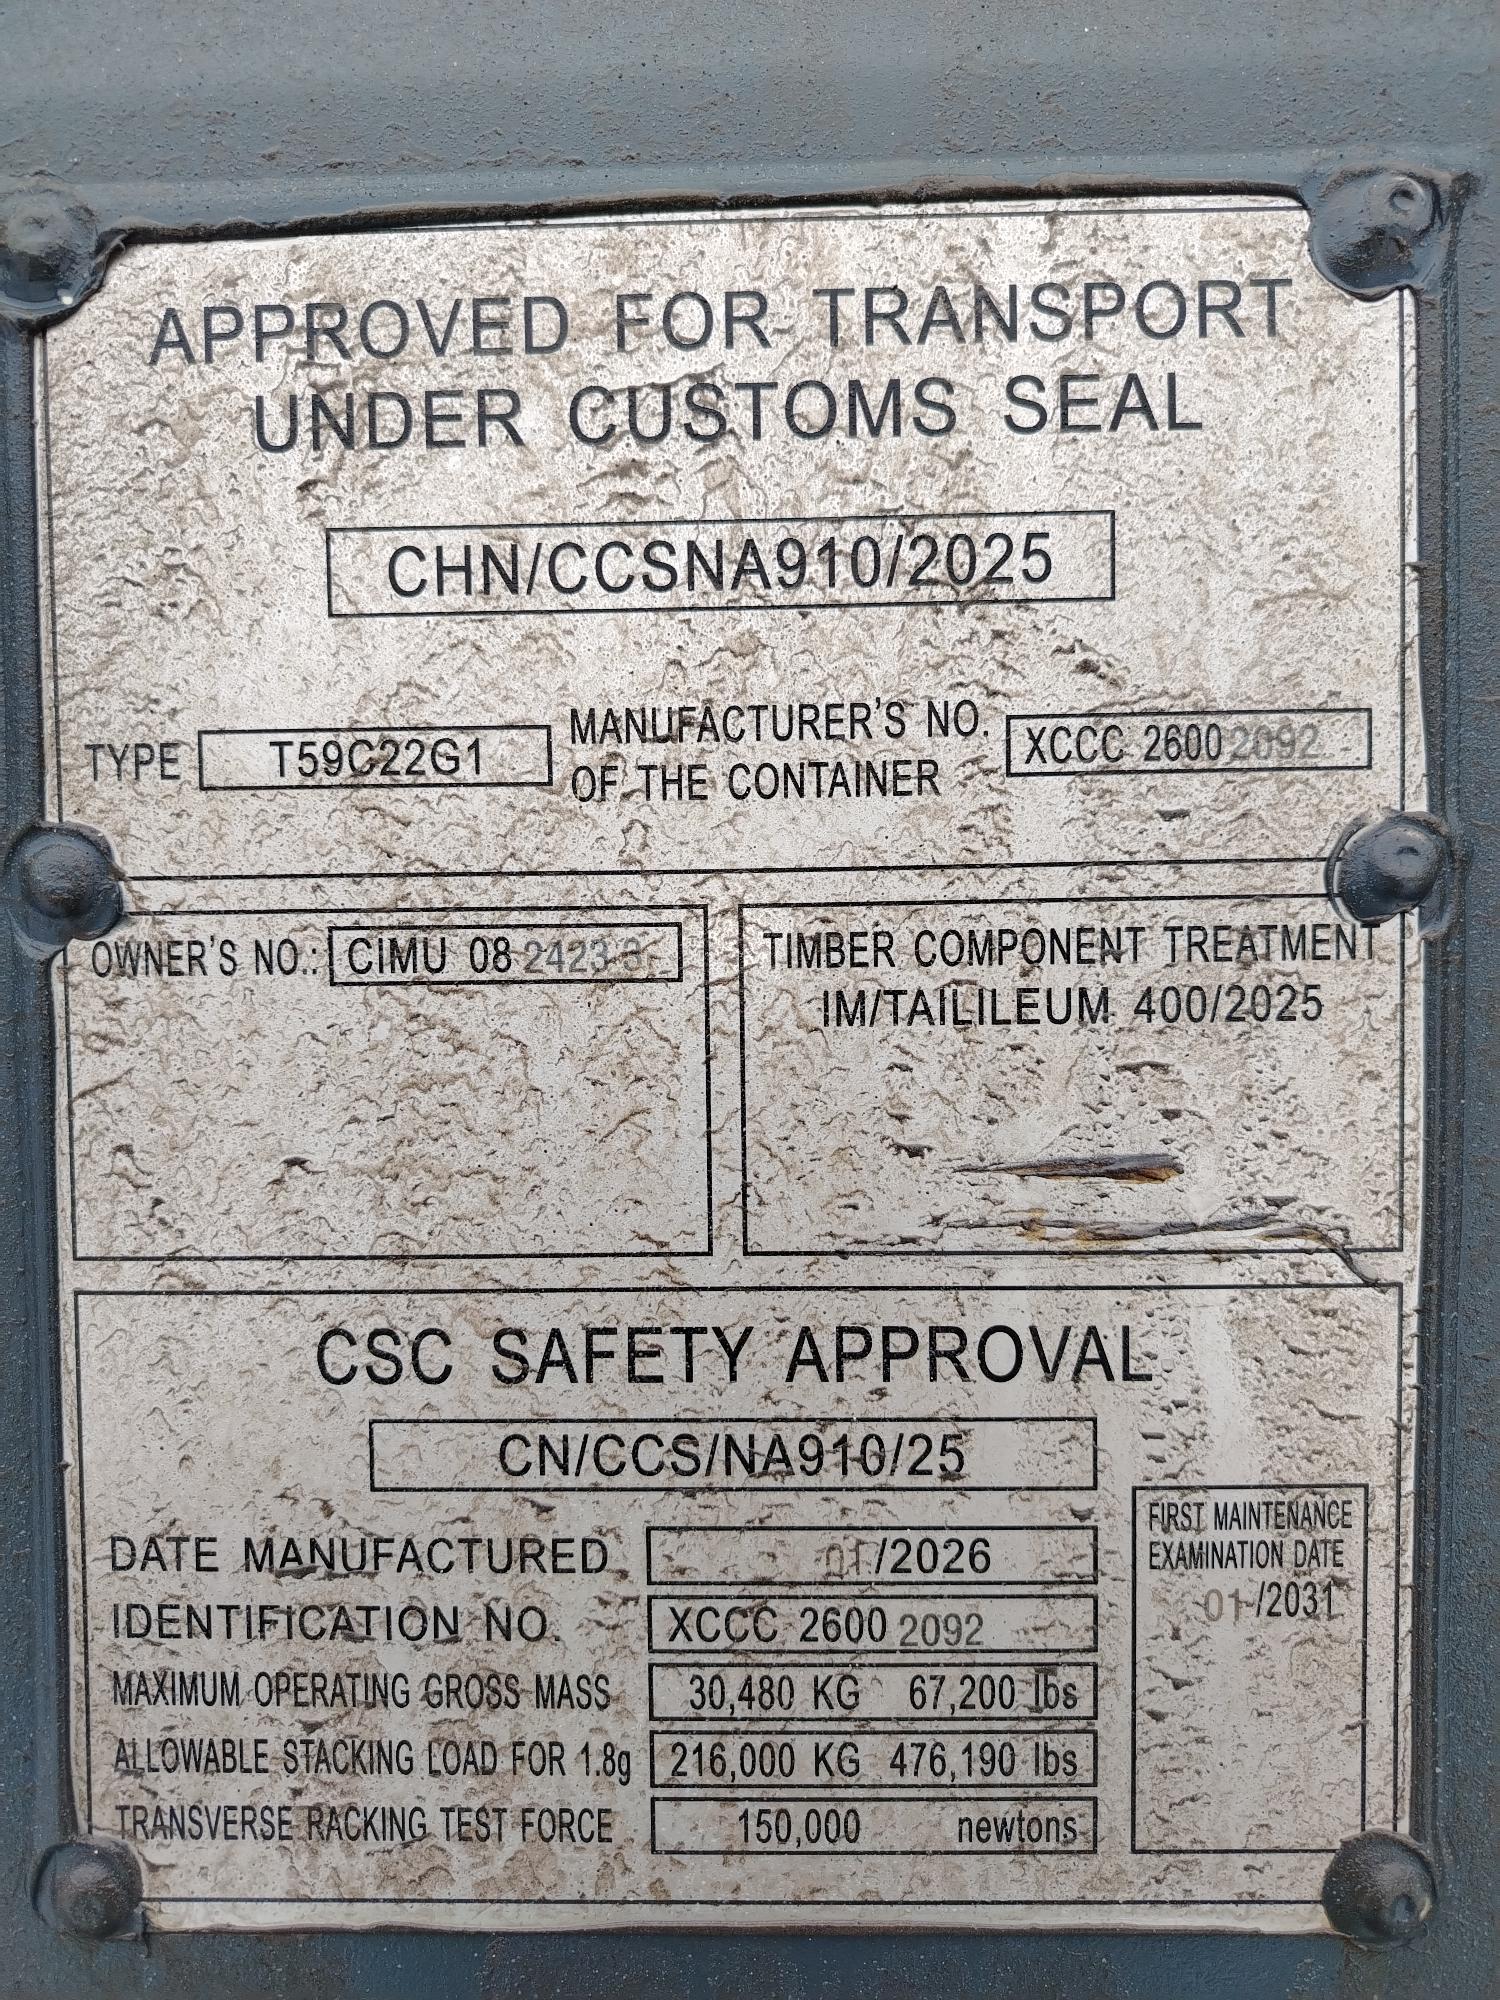 APPROVED FOR TRANSPORT
UNDER CUSTOMS SEAL
CHN/CCSNA910/2025
TYPE T59C22G1
MANUFACTURER'S NO.
OF THE CONTAINER
XCCC 2600 2092
OWNER'S NO.: CIMU 08 2423 3
TIMBER COMPONENT TREATMENT
IM/TAILILEUM 400/2025
CSC SAFETY APPROVAL
CN/CCS/NA910/25
DATE MANUFACTURED 01/2026
IDENTIFICATION NO. XCCC 2600 2092
MAXIMUM OPERATING GROSS MASS 30,480 KG 67,200 lbs
ALLOWABLE STACKING LOAD FOR 1.8g 216,000 KG 476,190 lbs
TRANSVERSE RACKING TEST FORCE 150,000 newtons
FIRST MAINTENANCE
EXAMINATION DATE
01/2031